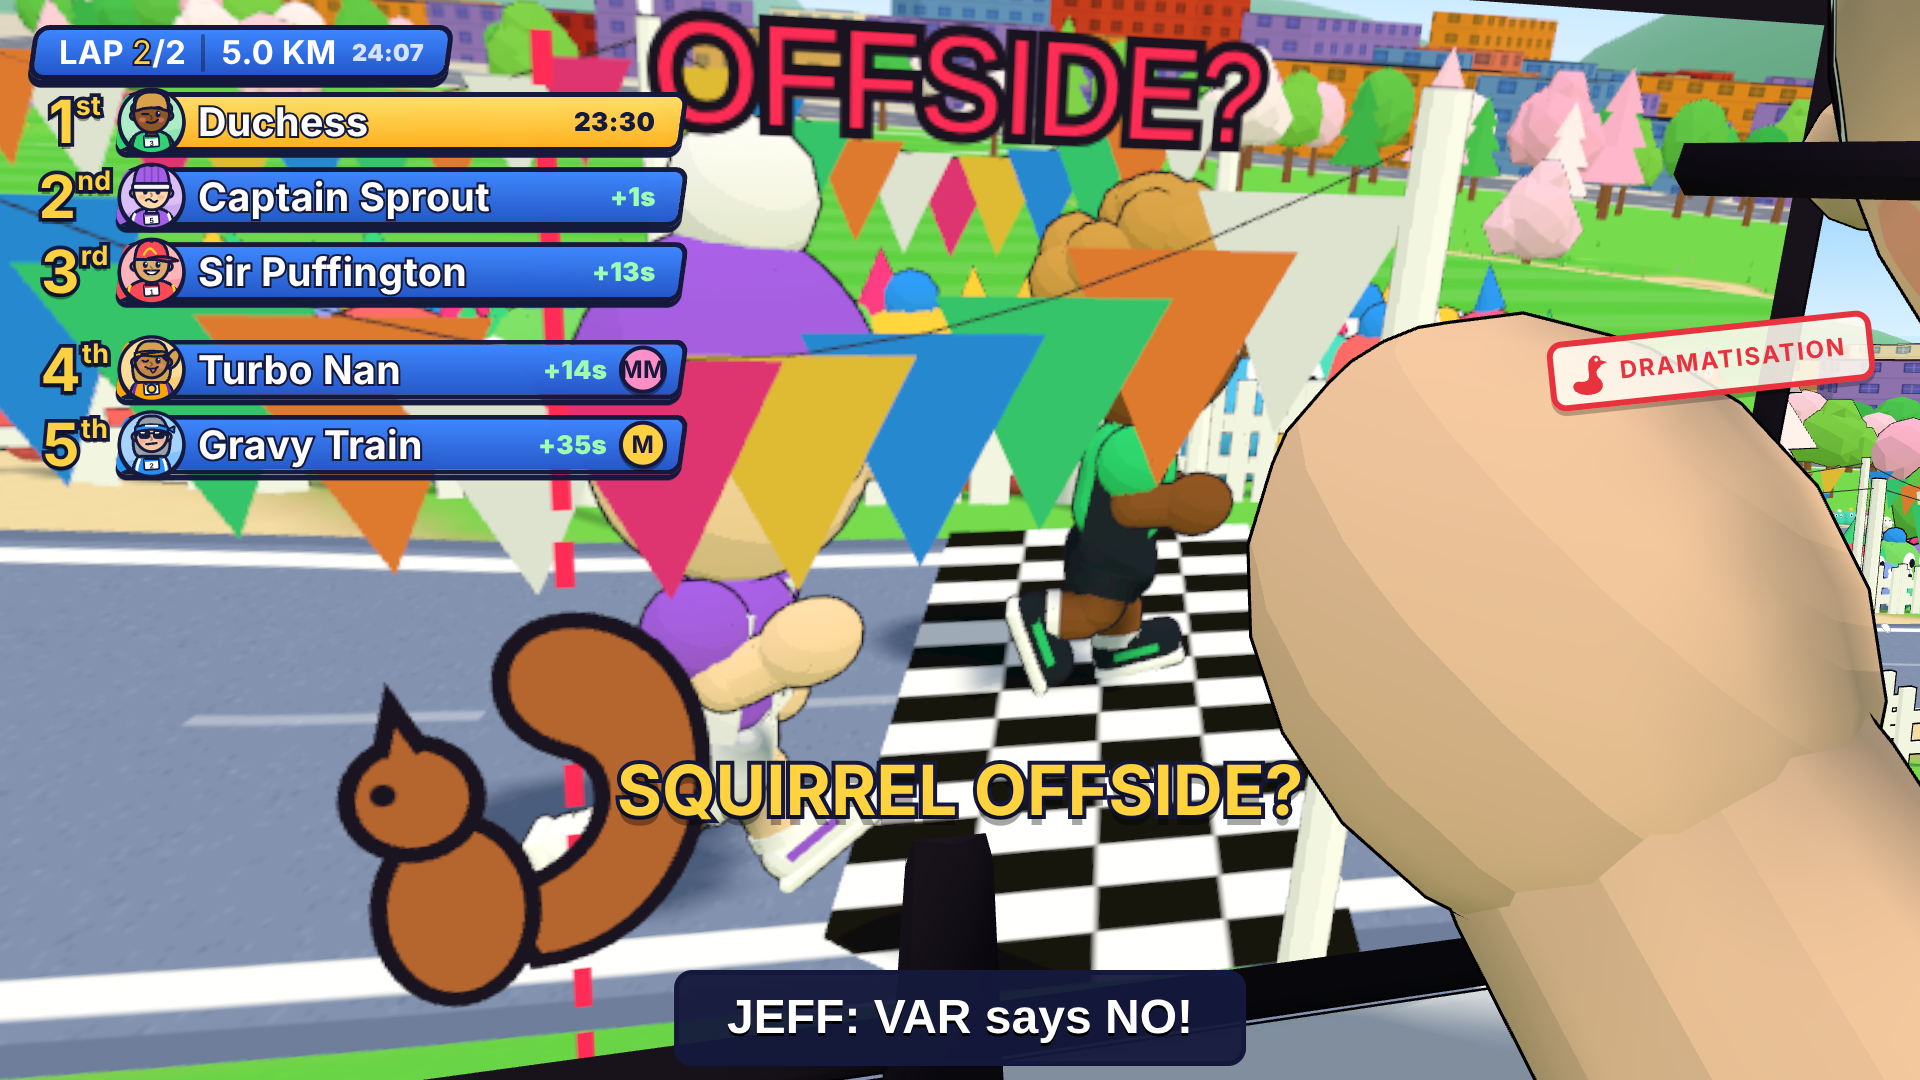 LAP 2/2 5.0 KM 24:07
OFFSIDE?
1st Duchess 23:30
2nd Captain Sprout +1s
3rd Sir Puffington +13s
4th Turbo Nan +14s MM
5th Gravy Train +35s M
DRAMATISATION
SQUIRREL OFFSIDE?
JEFF: VAR says NO!